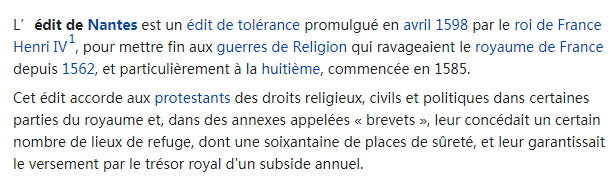 L’édit de Nantes est un édit de tolérance promulgué en avril 1598 par le roi de France
Henri IV1, pour mettre fin aux guerres de Religion qui ravageaient le royaume de France
depuis 1562, et particulièrement à la huitième, commencée en 1585.
Cet édit accorde aux protestants des droits religieux, civils et politiques dans certaines
parties du royaume et, dans des annexes appelées « brevets », leur concédait un certain
nombre de lieux de refuge, dont une soixantaine de places de sûreté, et leur garantissait
le versement par le trésor royal d'un subside annuel.